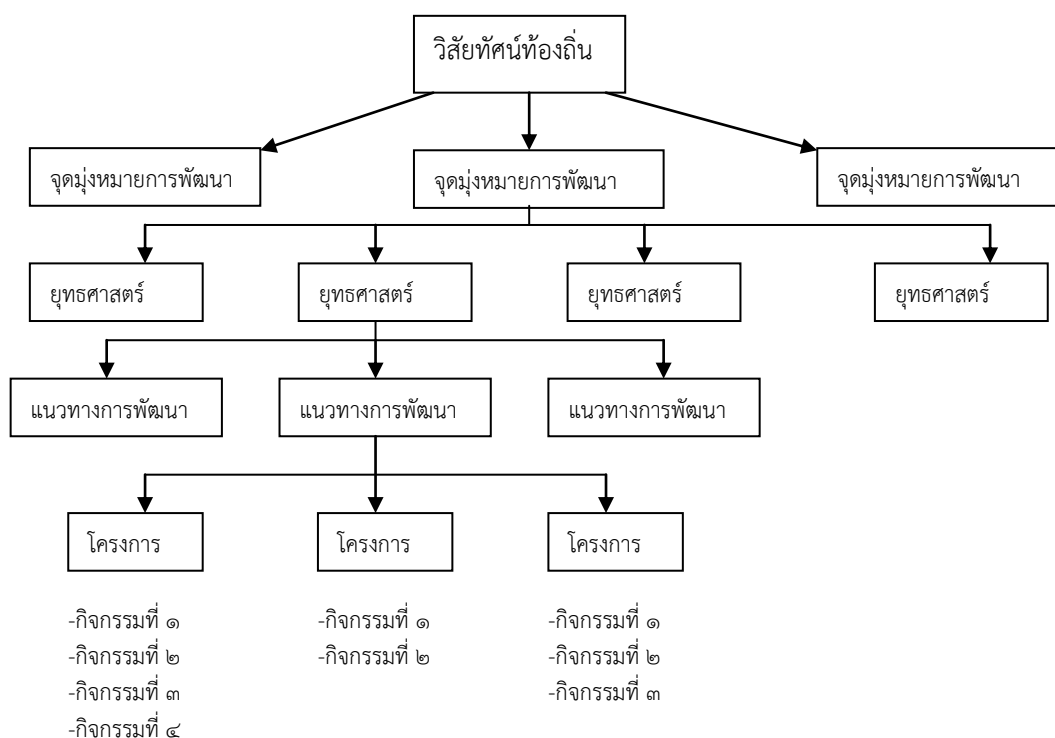 วิสัยทัศน์ท้องถิ่น
จุดมุ่งหมายการพัฒนา
จุดมุ่งหมายการพัฒนา
จุดมุ่งหมายการพัฒนา
ยุทธศาสตร์
ยุทธศาสตร์
ยุทธศาสตร์
ยุทธศาสตร์
แนวทางการพัฒนา
แนวทางการพัฒนา
แนวทางการพัฒนา
โครงการ
โครงการ
โครงการ
-กิจกรรมที่ ๑
-กิจกรรมที่ ๒
-กิจกรรมที่ ๓
-กิจกรรมที่ ๔
-กิจกรรมที่ ๑
-กิจกรรมที่ ๒
-กิจกรรมที่ ๑
-กิจกรรมที่ ๒
-กิจกรรมที่ ๓